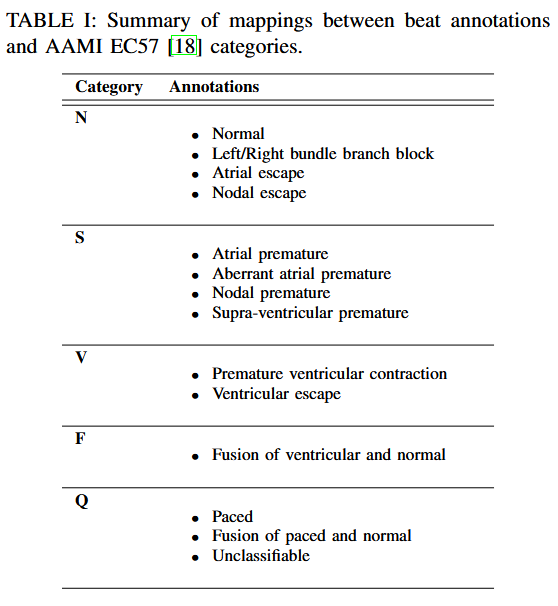 TABLE I: Summary of mappings between beat annotations
and AAMI EC57 [18] categories.
Category Annotations
N
• Normal
• Left/Right bundle branch block
• Atrial escape
• Nodal escape
S
• Atrial premature
• Aberrant atrial premature
• Nodal premature
• Supra-ventricular premature
V
• Premature ventricular contraction
• Ventricular escape
F
• Fusion of ventricular and normal
Q
• Paced
• Fusion of paced and normal
• Unclassifiable